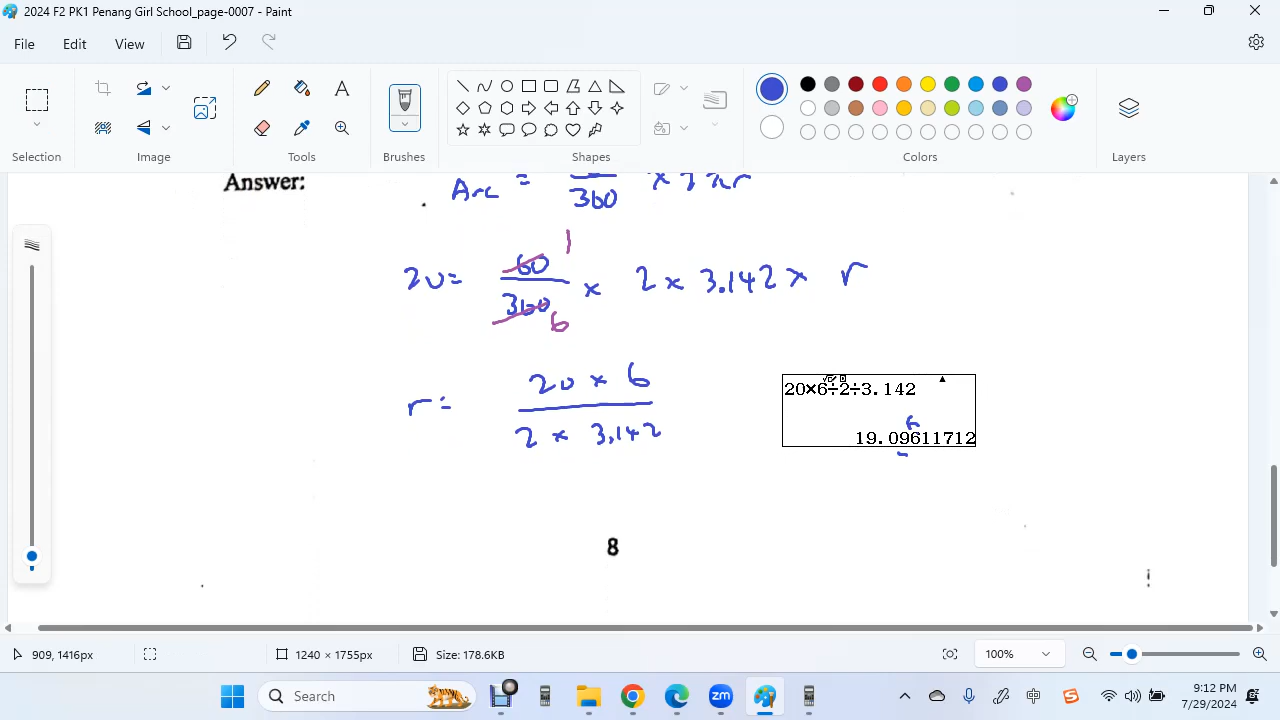 2024 F2 PK1 Penang Girl School_page-0007 - Paint
File Edit View
Selection Image Tools Brushes Shapes Colors Layers
Answer:
Arc = 360 × 2πr
20 = 60/360 × 2 × 3.142 × r
1
6
r = 20 × 6
2 × 3.142
20×6÷2÷3.142
19.09611712
8
909, 1416px
1240 × 1755px
Size: 178.6KB
100%
Search
zm
中
9:12 PM
7/29/2024